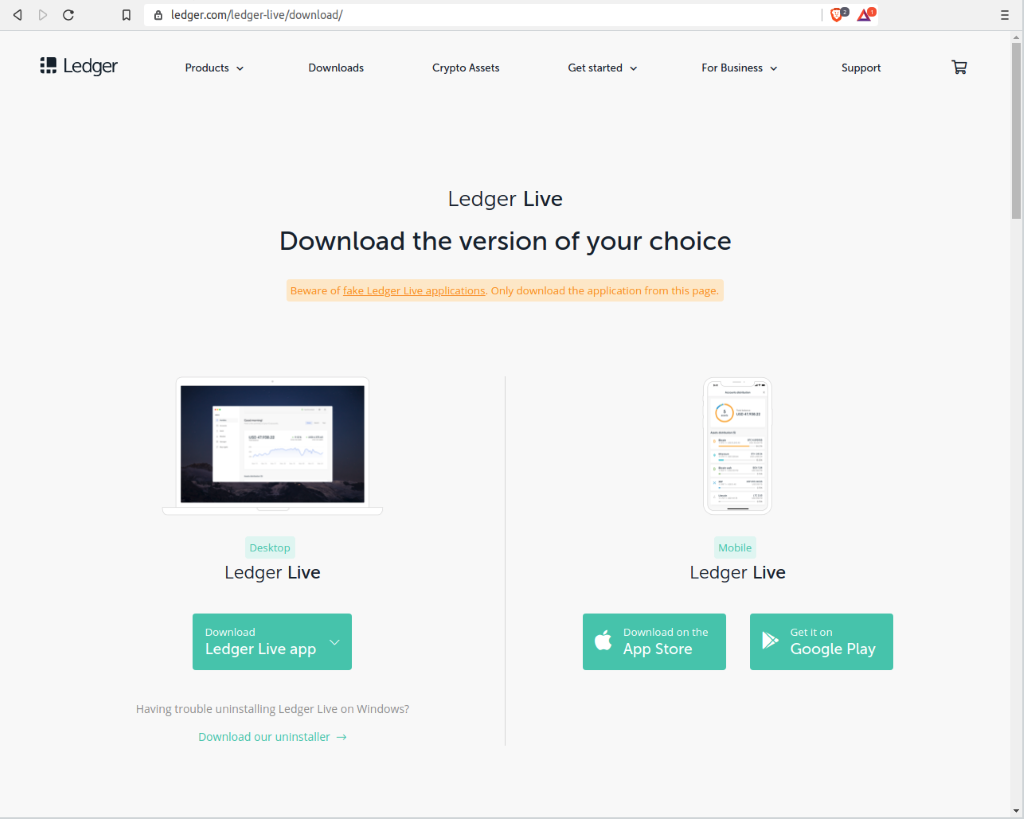 ledger.com/ledger-live/download/
2
1
Ledger
Products
Downloads
Crypto Assets
Get started
For Business
Support
Ledger Live
Download the version of your choice
Beware of fake Ledger Live applications. Only download the application from this page.
Desktop
Ledger Live
Download
Ledger Live app
Having trouble uninstalling Ledger Live on Windows?
Download our uninstaller →
Mobile
Ledger Live
Download on the
App Store
Get it on
Google Play